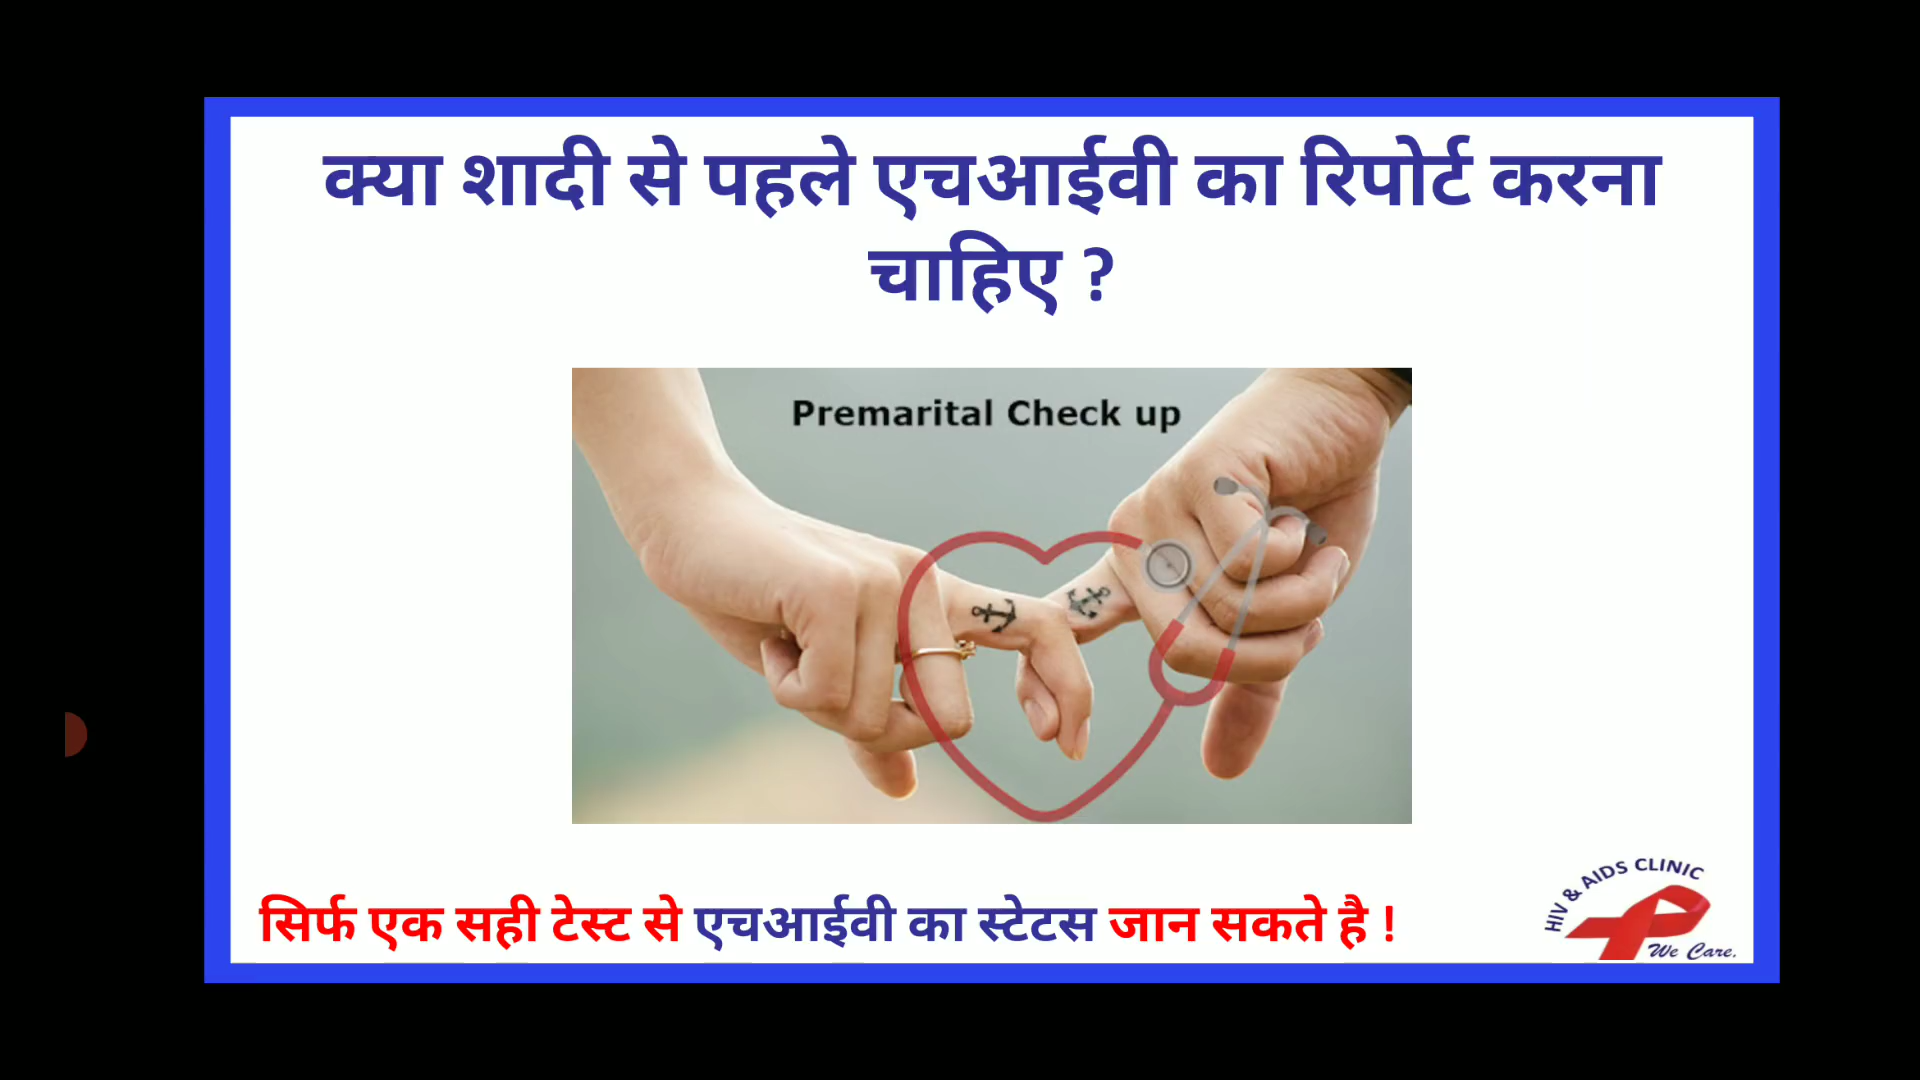 क्या शादी से पहले एचआईवी का रिपोर्ट करना
चाहिए ?
Premarital Check up
सिर्फ एक सही टेस्ट से एचआईवी का स्टेटस जान सकते है !
HIV & AIDS CLINIC
We Care.